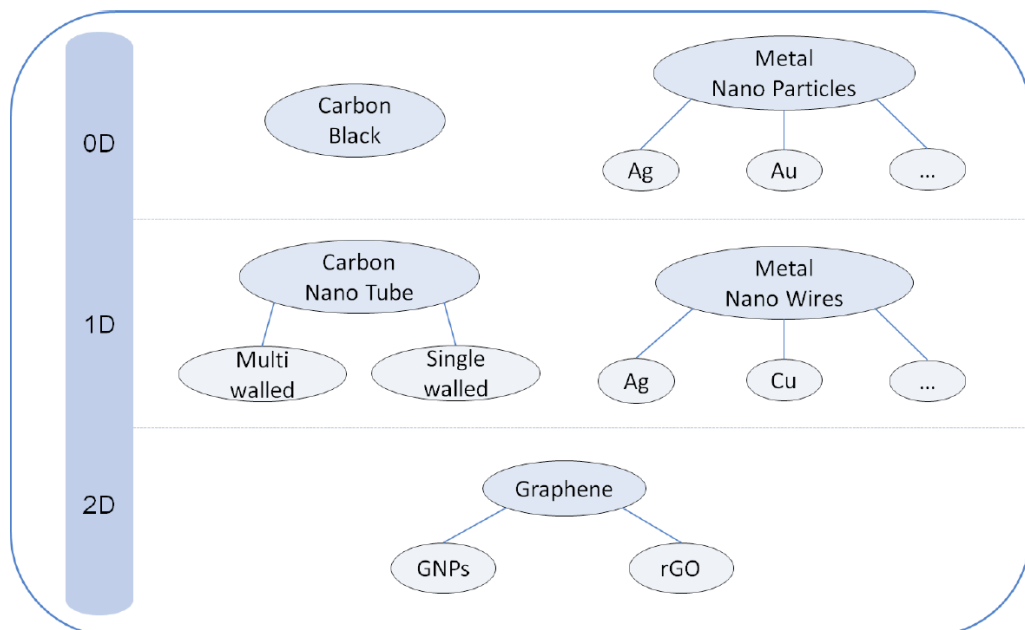 0D
Carbon
Black
Metal
Nano Particles
Ag
Au
...
1D
Carbon
Nano Tube
Multi
walled
Single
walled
Metal
Nano Wires
Ag
Cu
...
2D
Graphene
GNPs
rGO